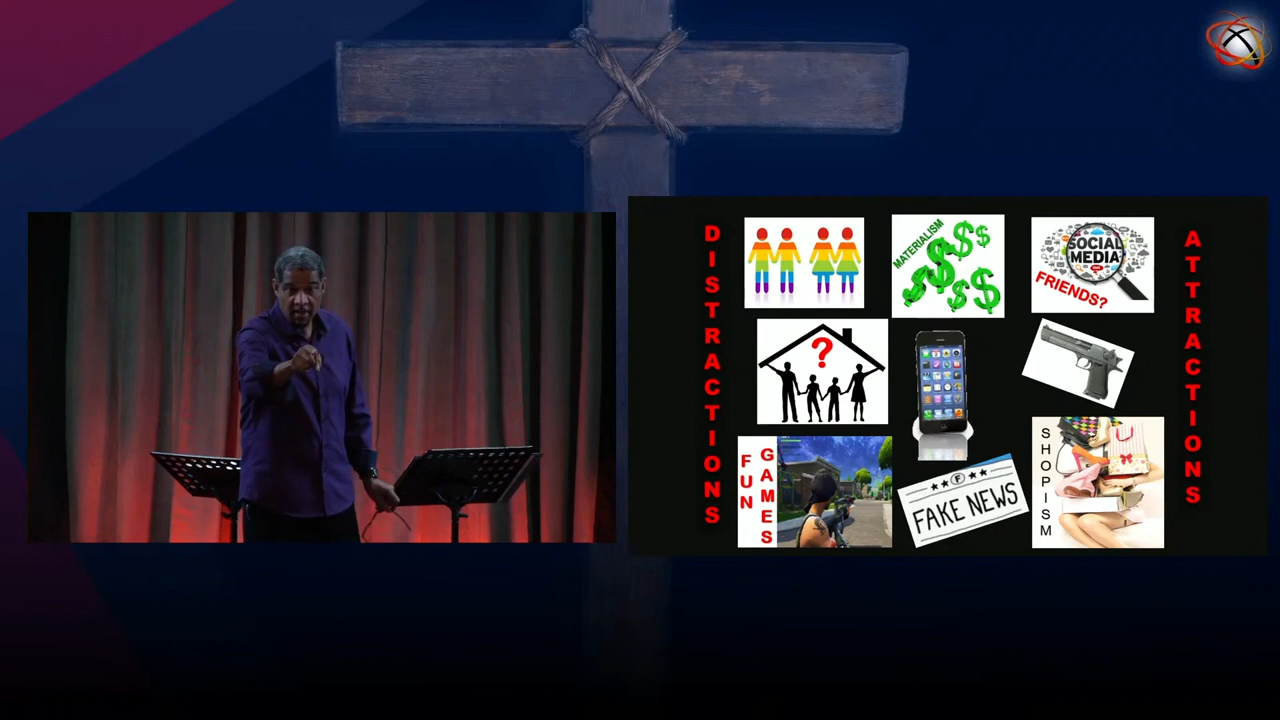 DISTRACTIONS
MATERIALISM
SOCIAL
MEDIA
FRIENDS?
ATTRACTIONS
?
FUN
GAMES
F
FAKE NEWS
SHOPISM